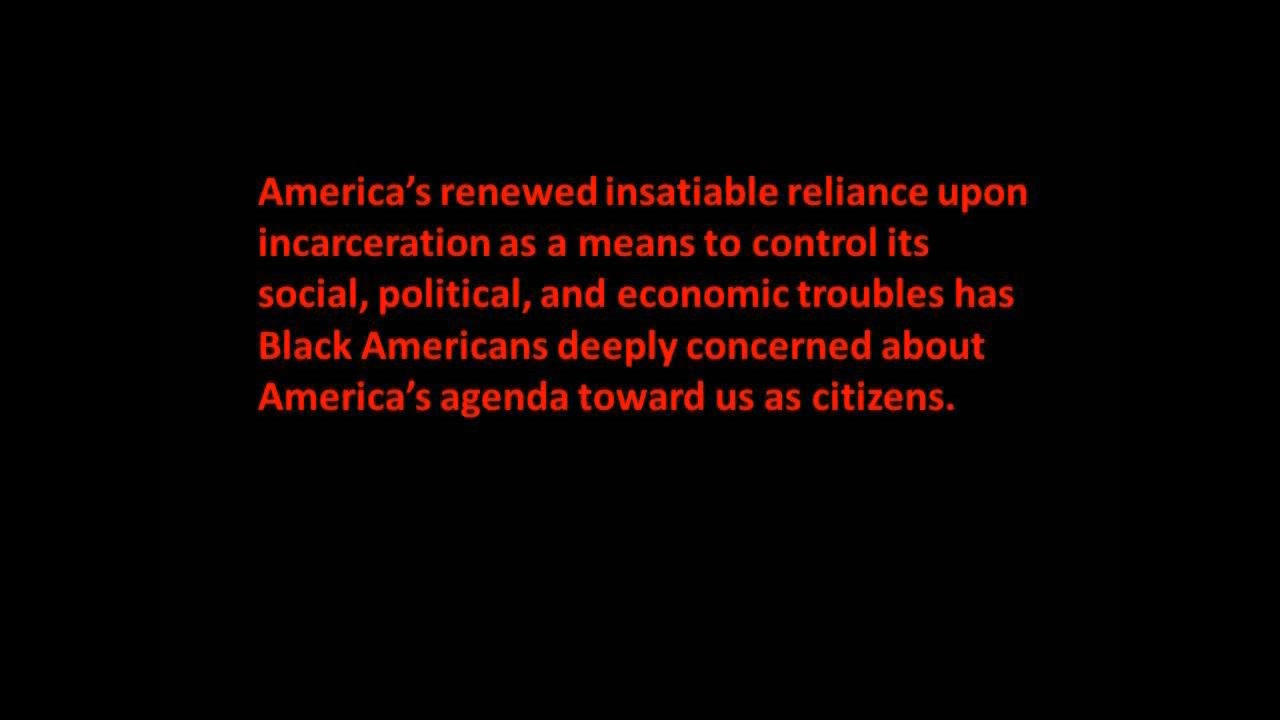 America’s renewed insatiable reliance upon
incarceration as a means to control its
social, political, and economic troubles has
Black Americans deeply concerned about
America’s agenda toward us as citizens.